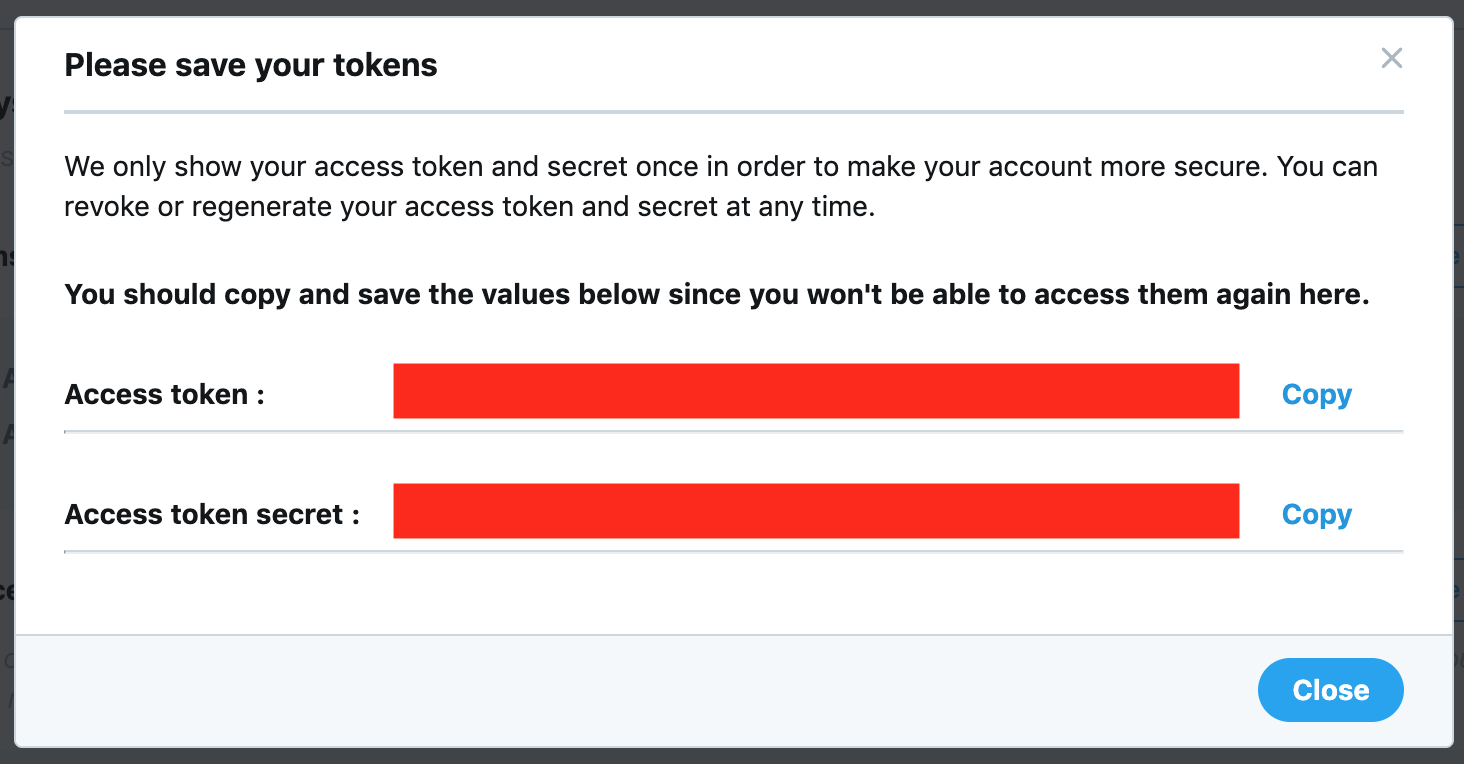 Please save your tokens
We only show your access token and secret once in order to make your account more secure. You can
revoke or regenerate your access token and secret at any time.
You should copy and save the values below since you won't be able to access them again here.
Access token :
Copy
Access token secret :
Copy
Close